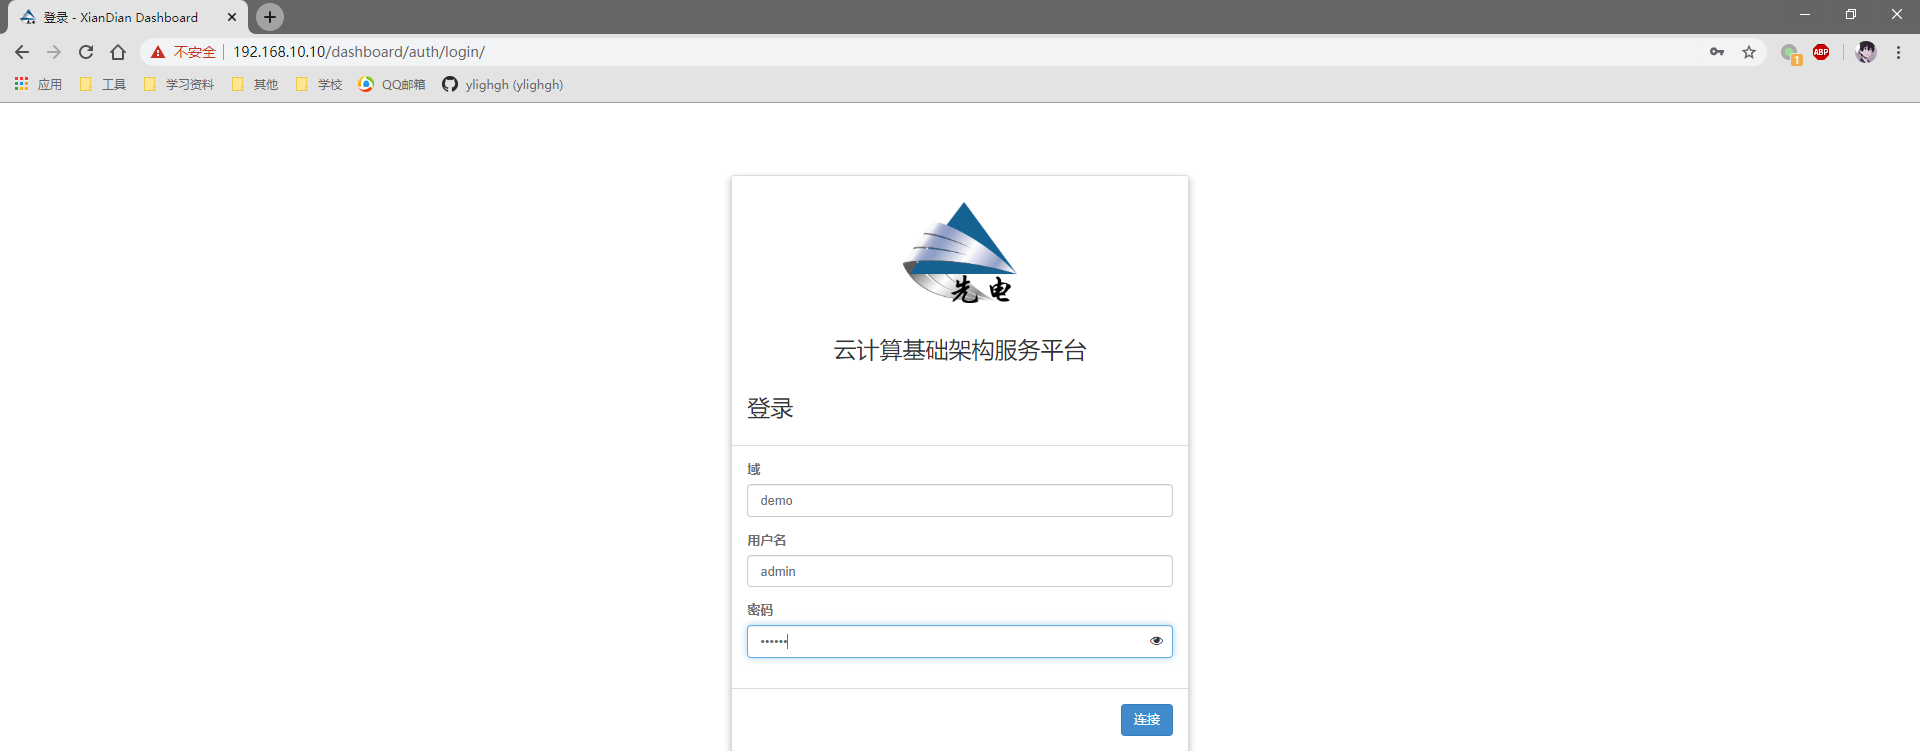 登录 - XianDian Dashboard
不安全 192.168.10.10/dashboard/auth/login/
1
ABP
应用 工具 学习资料 其他 学校 QQ邮箱 ylighgh (ylighgh)
先电
云计算基础架构服务平台
登录
域
demo
用户名
admin
密码
••••••
连接